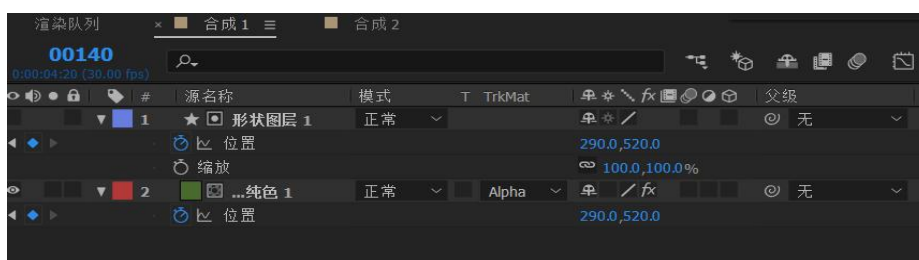 渲染队列 × 合成 1 ≡ 合成 2
00140
0:00:04:20 (30.00 fps)
# 源名称 模式 T TrkMat fx 父级
1 ★ 形状图层 1 正常 无
位置 290.0,520.0
缩放 100.0,100.0%
2 ...纯色 1 正常 Alpha fx 无
位置 290.0,520.0